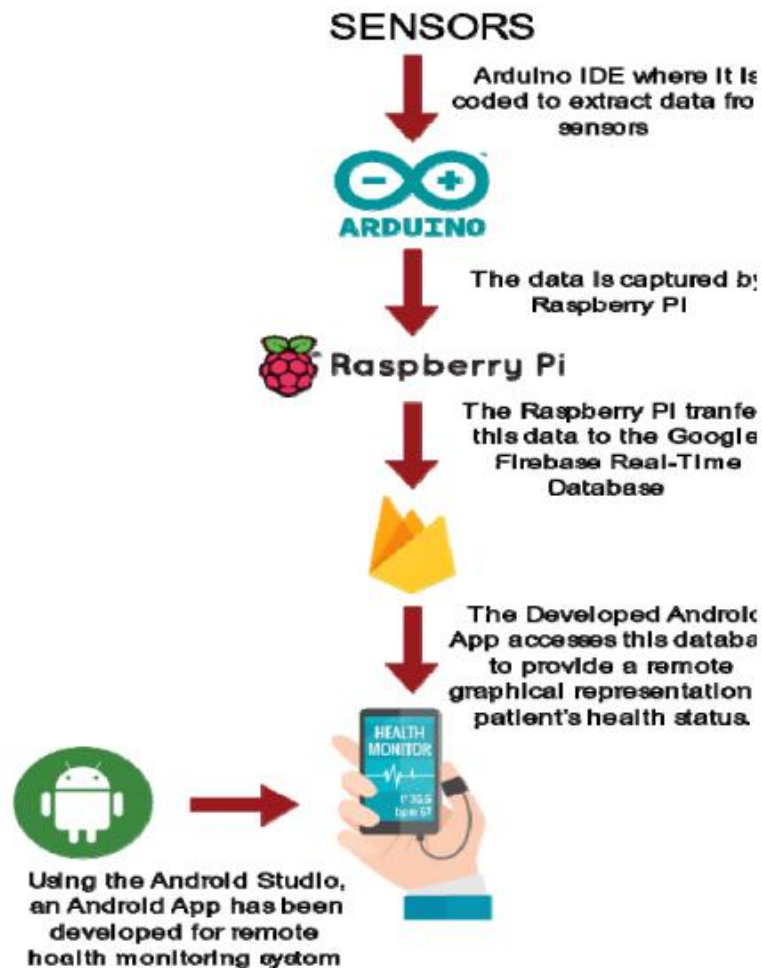 SENSORS
Arduino IDE where it is
coded to extract data fro
sensors
ARDUINO
The data is captured by
Raspberry Pi
Raspberry Pi
The Raspberry Pi tranfe
this data to the Google
Firebase Real-Time
Database
The Developed Android
App accesses this databa
to provide a remote
graphical representation
patient's health status.
HEALTH
MONITOR
bpm 67
Using the Android Studio,
an Android App has been
developed for remote
health monitoring system